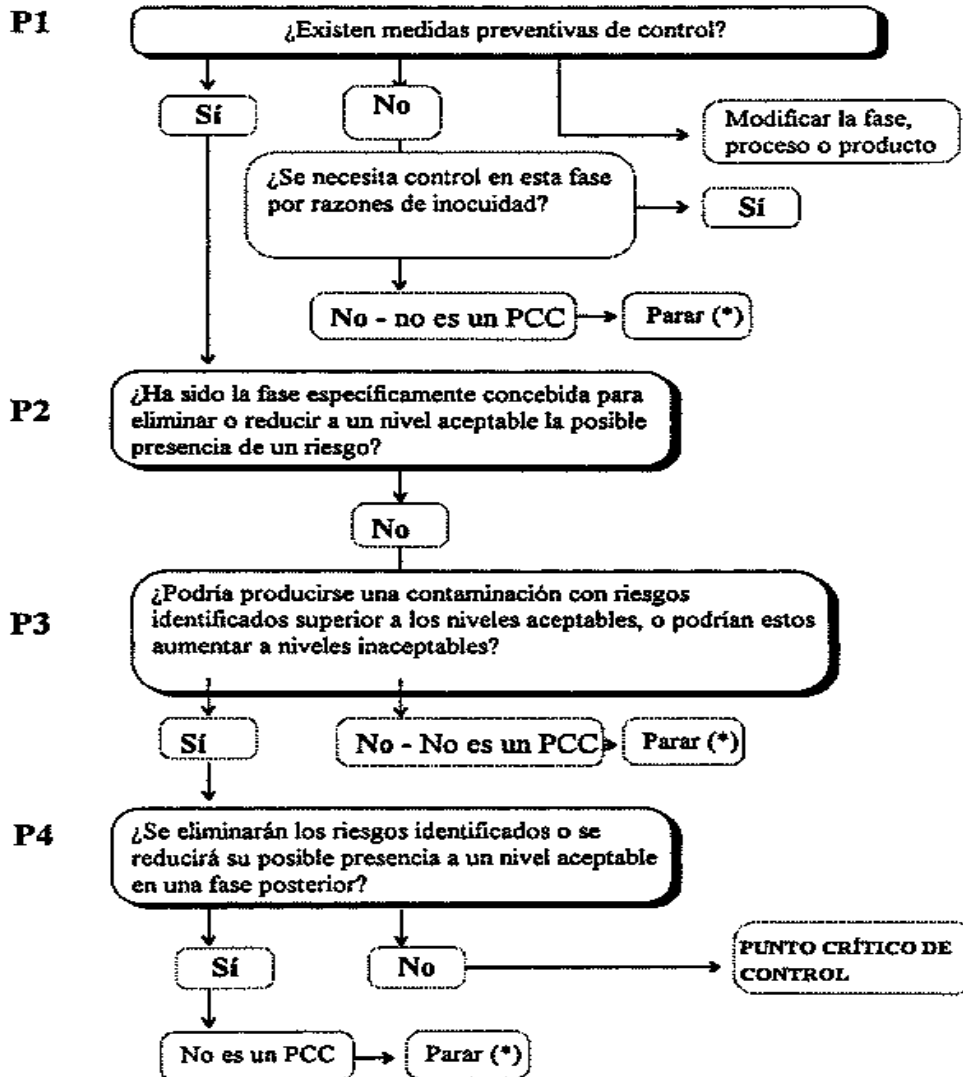 P1
¿Existen medidas preventivas de control?
Sí
No
Modificar la fase,
proceso o producto
¿Se necesita control en esta fase
por razones de inocuidad?
Sí
No - no es un PCC
Parar (*)
P2
¿Ha sido la fase específicamente concebida para
eliminar o reducir a un nivel aceptable la posible
presencia de un riesgo?
No
P3
¿Podría producirse una contaminación con riesgos
identificados superior a los niveles aceptables, o podrían estos
aumentar a niveles inaceptables?
Sí
No - No es un PCC
Parar (*)
P4
¿Se eliminarán los riesgos identificados o se
reducirá su posible presencia a un nivel aceptable
en una fase posterior?
Sí
No
PUNTO CRÍTICO DE
CONTROL
No es un PCC
Parar (*)